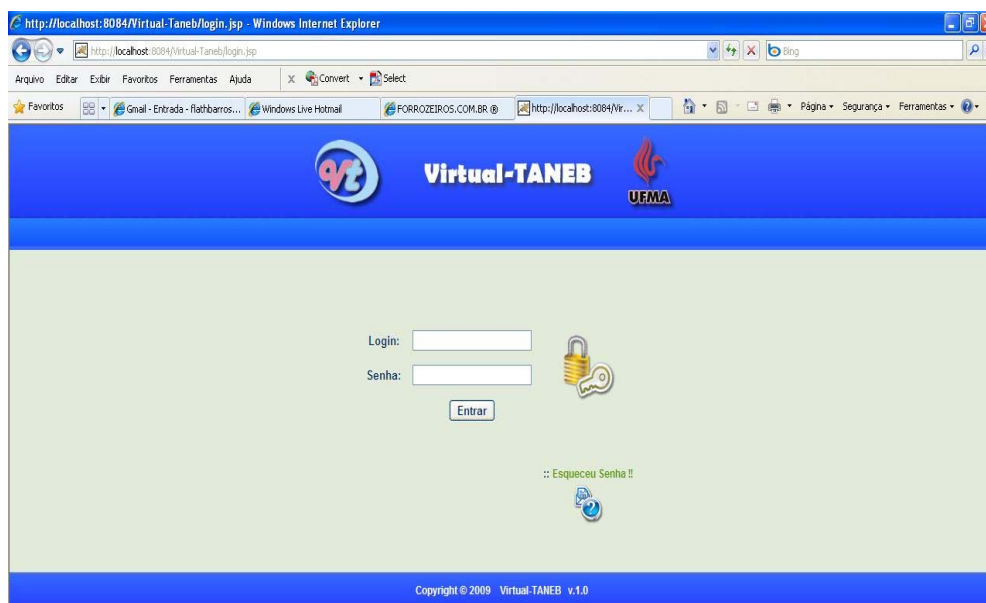 http://localhost:8084/Virtual-Taneb/login.jsp - Windows Internet Explorer
http://localhost:8084/Virtual-Taneb/login.jsp
Bing
Arquivo Editar Exibir Favoritos Ferramentas Ajuda x Convert Select
Favoritos Gmail - Entrada - flathbarros... Windows Live Hotmail FORROZEIROS.COM.BR ® http://localhost:8084/Vir... X Página Segurança Ferramentas
vt Virtual-TANEB UFMA
Login:
Senha:
Entrar
:: Esqueceu Senha !!
Copyright © 2009 Virtual-TANEB v.1.0